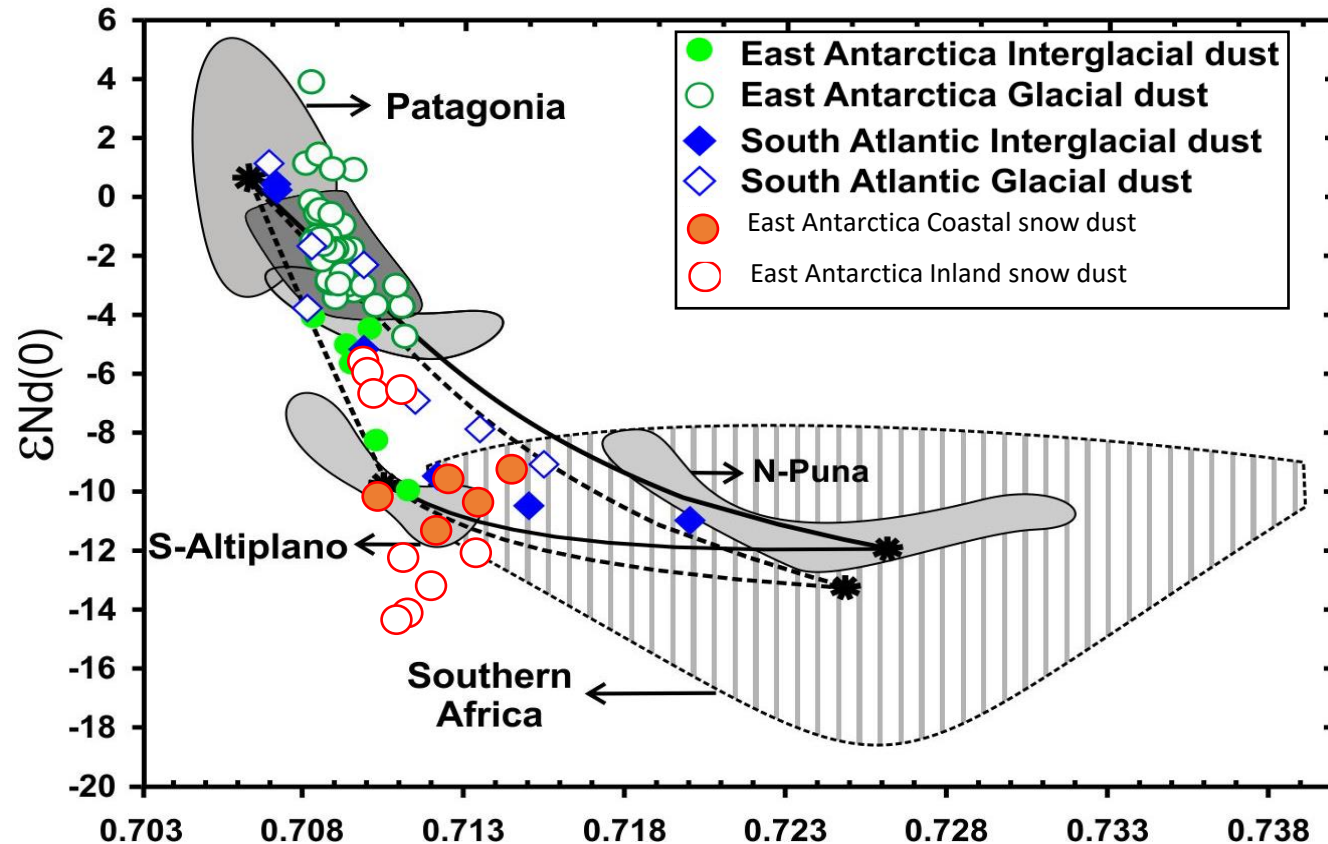 East Antarctica Interglacial dust
East Antarctica Glacial dust
South Atlantic Interglacial dust
South Atlantic Glacial dust
East Antarctica Coastal snow dust
East Antarctica Inland snow dust
Patagonia
N-Puna
S-Altiplano
Southern
Africa
εNd(0)
6
4
2
0
-2
-4
-6
-8
-10
-12
-14
-16
-18
-20
0.703
0.708
0.713
0.718
0.723
0.728
0.733
0.738